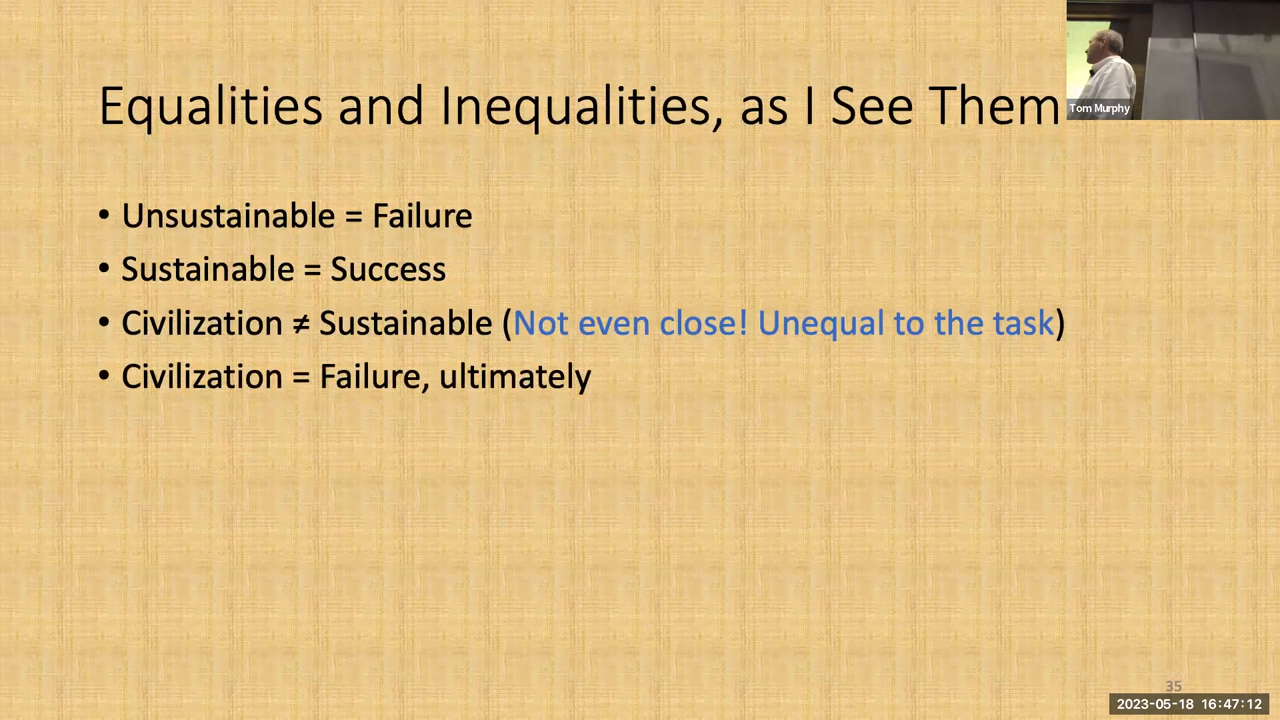 Equalities and Inequalities, as I See Them
Tom Murphy
• Unsustainable = Failure
• Sustainable = Success
• Civilization ≠ Sustainable (Not even close! Unequal to the task)
• Civilization = Failure, ultimately
35
2023-05-18 16:47:12